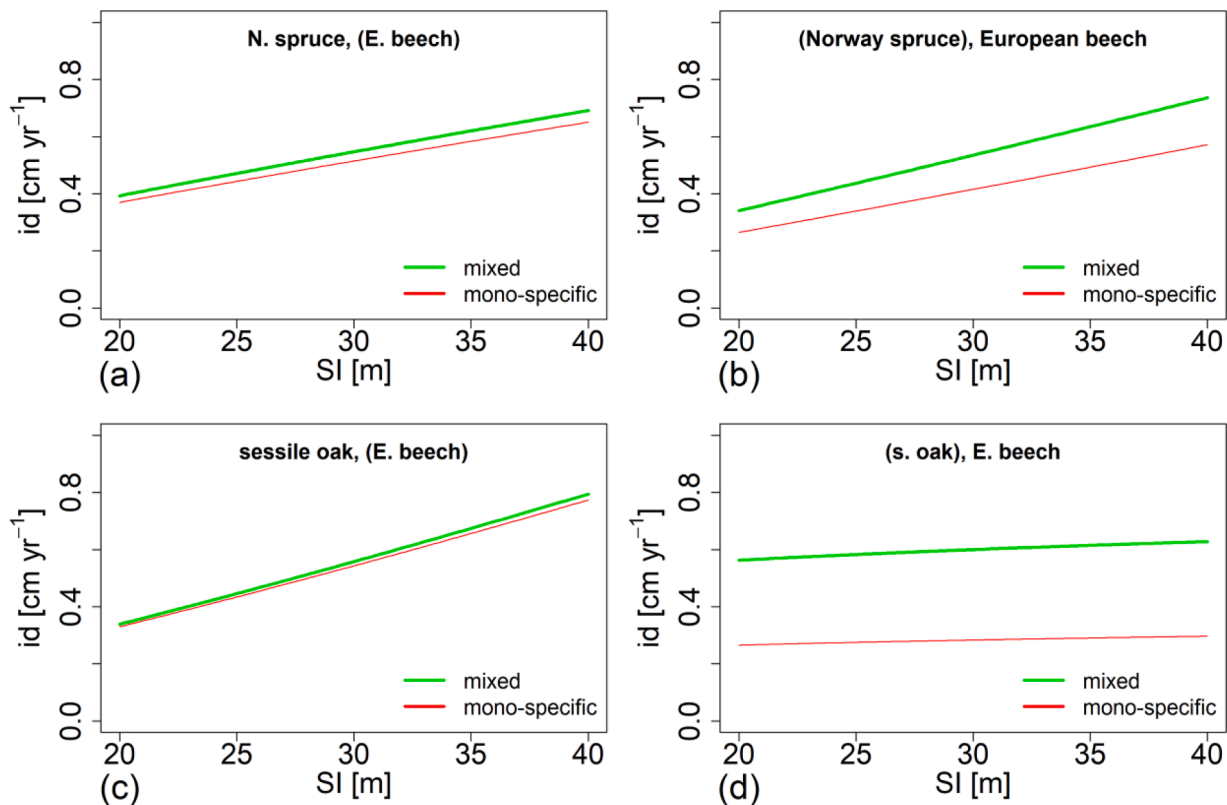 N. spruce, (E. beech)
id [cm yr⁻¹]
0.0 0.4 0.8
mixed
mono-specific
20 25 30 35 40
SI [m]
(a)
(Norway spruce), European beech
id [cm yr⁻¹]
0.0 0.4 0.8
mixed
mono-specific
20 25 30 35 40
SI [m]
(b)
sessile oak, (E. beech)
id [cm yr⁻¹]
0.0 0.4 0.8
mixed
mono-specific
20 25 30 35 40
SI [m]
(c)
(s. oak), E. beech
id [cm yr⁻¹]
0.0 0.4 0.8
mixed
mono-specific
20 25 30 35 40
SI [m]
(d)